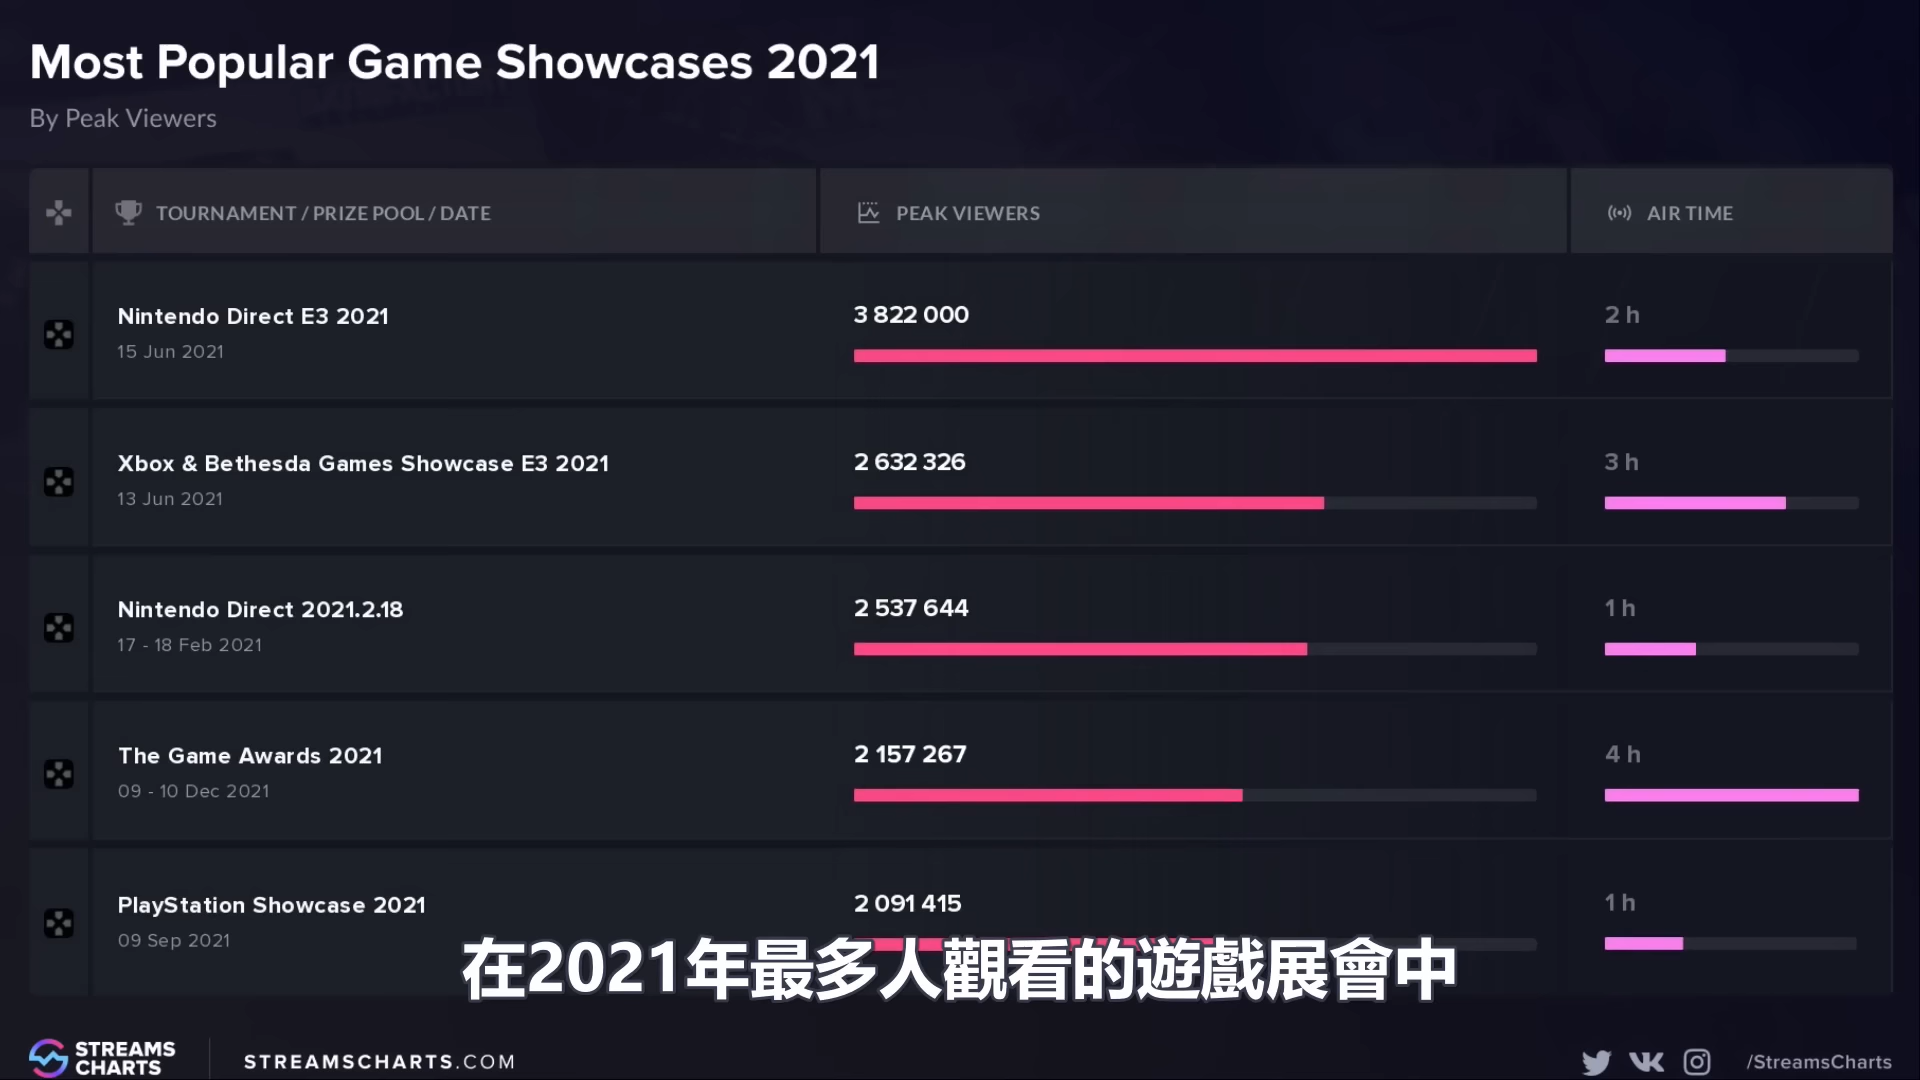 Most Popular Game Showcases 2021
By Peak Viewers
TOURNAMENT / PRIZE POOL / DATE
PEAK VIEWERS
AIR TIME
Nintendo Direct E3 2021
15 Jun 2021
3 822 000
2 h
Xbox & Bethesda Games Showcase E3 2021
13 Jun 2021
2 632 326
3 h
Nintendo Direct 2021.2.18
17 - 18 Feb 2021
2 537 644
1 h
The Game Awards 2021
09 - 10 Dec 2021
2 157 267
4 h
PlayStation Showcase 2021
09 Sep 2021
2 091 415
1 h
在2021年最多人觀看的遊戲展會中
STREAMS
CHARTS
STREAMSCHARTS.COM
/StreamsCharts